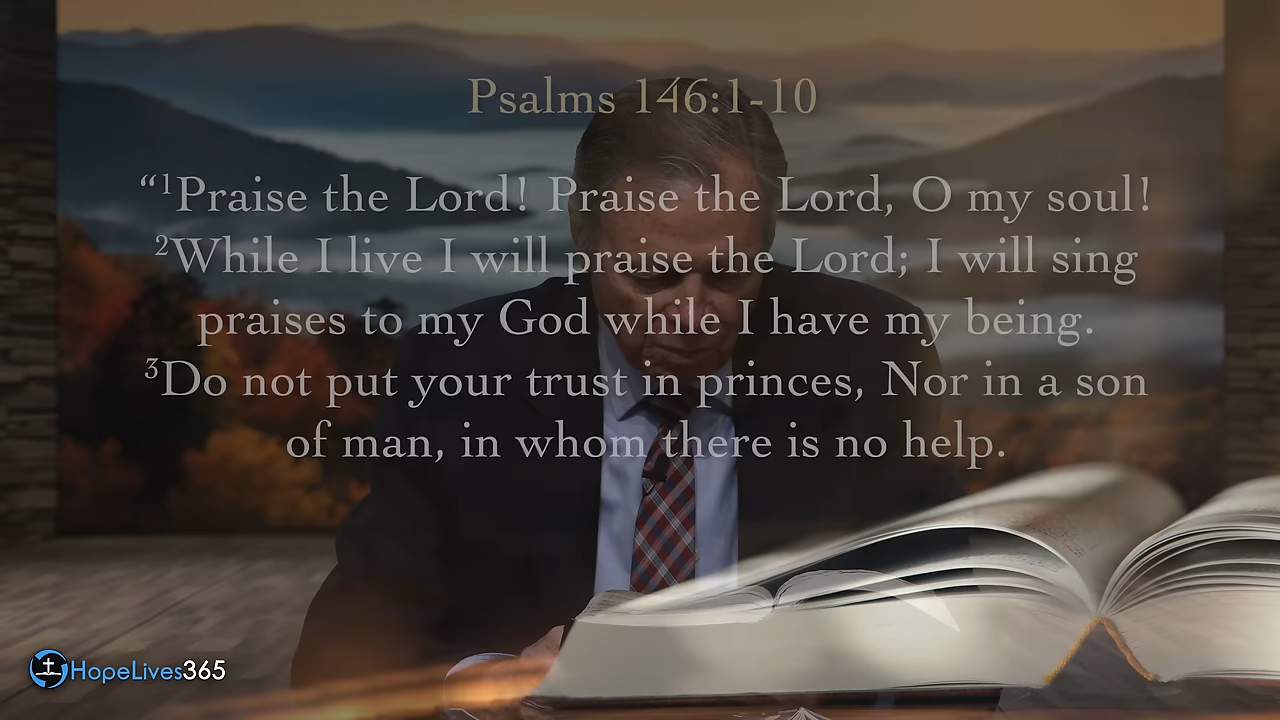 Psalms 146:1-10
“¹Praise the Lord! Praise the Lord, O my soul!
²While I live I will praise the Lord; I will sing
praises to my God while I have my being.
³Do not put your trust in princes, Nor in a son
of man, in whom there is no help.
HopeLives365